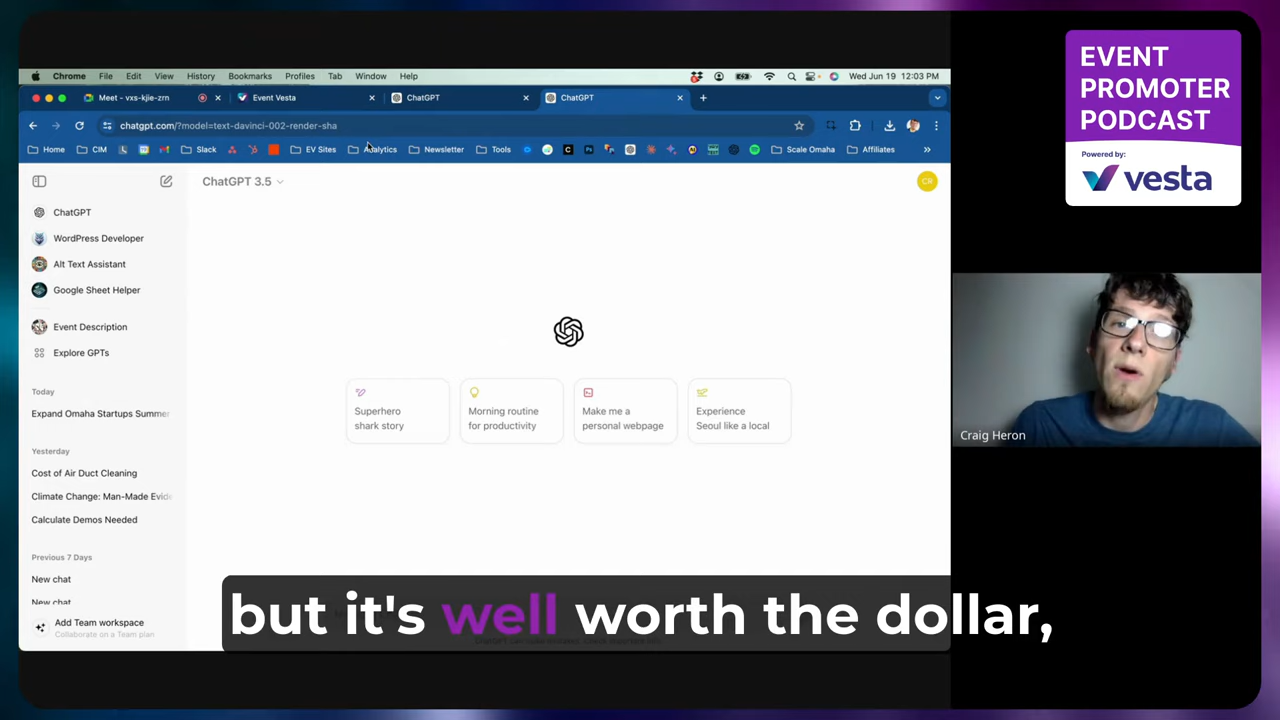 Chrome File Edit View History Bookmarks Profiles Tab Window Help
Wed Jun 19 12:03 PM
Meet - vxs-kjie-zrn
Event Vesta
ChatGPT
ChatGPT
chatgpt.com/?model=text-davinci-002-render-sha
Home CIM Slack EV Sites Analytics Newsletter Tools Scale Omaha Affiliates »
ChatGPT 3.5
CR
ChatGPT
WordPress Developer
Alt Text Assistant
Google Sheet Helper
Event Description
Explore GPTs
Today
Expand Omaha Startups Summer
Yesterday
Cost of Air Duct Cleaning
Climate Change: Man-Made Evide
Calculate Demos Needed
Previous 7 Days
New chat
New chat
Add Team workspace
Collaborate on a Team plan
Superhero
shark story
Morning routine
for productivity
Make me a
personal webpage
Experience
Seoul like a local
EVENT
PROMOTER
PODCAST
Powered by:
vesta
Craig Heron
but it's well worth the dollar,